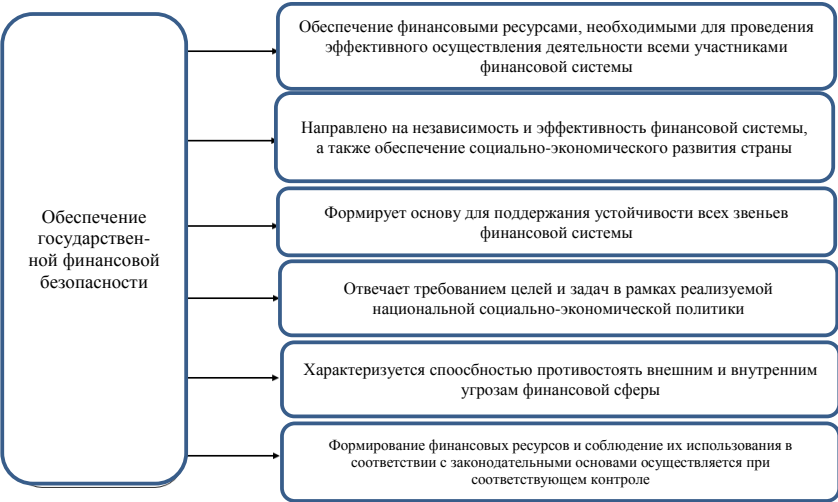 Обеспечение
государствен-
ной финансовой
безопасности
Обеспечение финансовыми ресурсами, необходимыми для проведения
эффективного осуществления деятельности всеми участниками
финансовой системы
Направлено на независимость и эффективность финансовой системы,
а также обеспечение социально-экономического развития страны
Формирует основу для поддержания устойчивости всех звеньев
финансовой системы
Отвечает требованием целей и задач в рамках реализуемой
национальной социально-экономической политики
Характеризуется спообсностью противостоять внешним и внутренним
угрозам финансовой сферы
Формирование финансовых ресурсов и соблюдение их использования в
соответствии с законодательными основами осуществляется при
соответствующем контроле